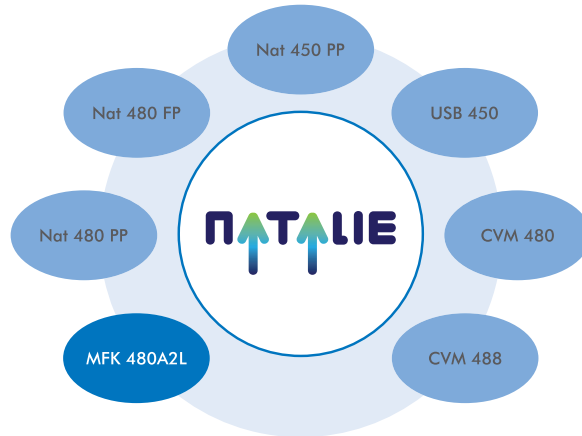 Nat 450 PP
Nat 480 FP
USB 450
NATALIE
Nat 480 PP
CVM 480
MFK 480A2L
CVM 488